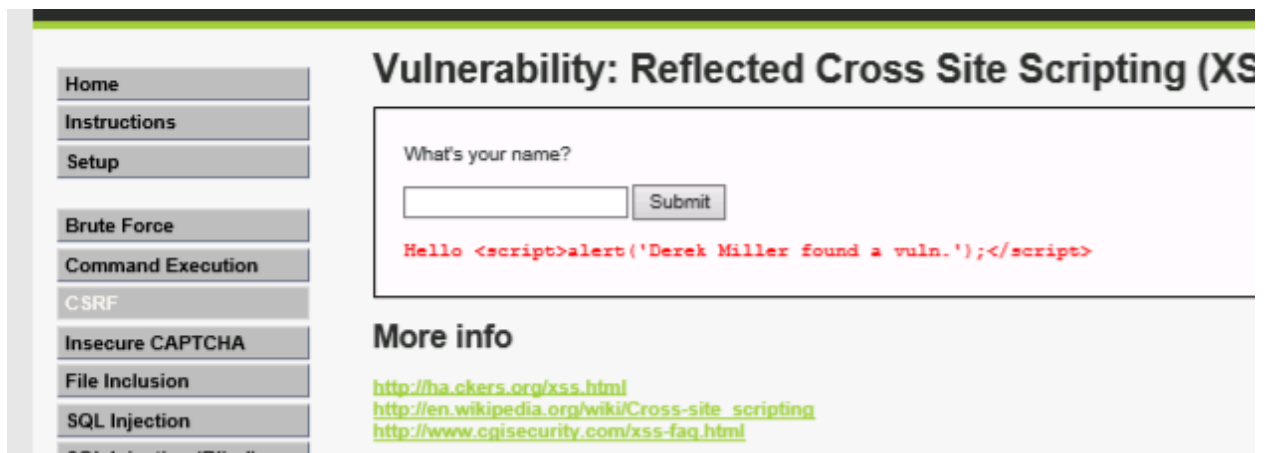 Vulnerability: Reflected Cross Site Scripting (XS
Home
Instructions
Setup
Brute Force
Command Execution
CSRF
Insecure CAPTCHA
File Inclusion
SQL Injection
What's your name?
Submit
Hello <script>alert('Derek Miller found a vuln.');</script>
More info
http://ha.ckers.org/xss.html
http://en.wikipedia.org/wiki/Cross-site_scripting
http://www.cgisecurity.com/xss-faq.html